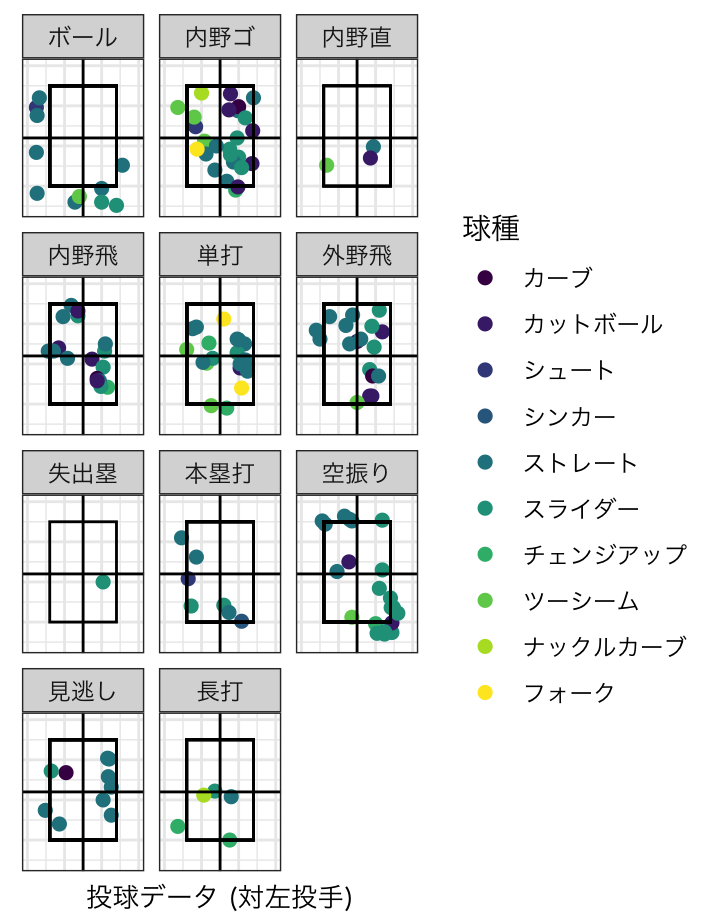 ボール
内野ゴ
内野直
内野飛
単打
外野飛
失出塁
本塁打
空振り
見逃し
長打
球種
カーブ
カットボール
シュート
シンカー
ストレート
スライダー
チェンジアップ
ツーシーム
ナックルカーブ
フォーク
投球データ (対左投手)